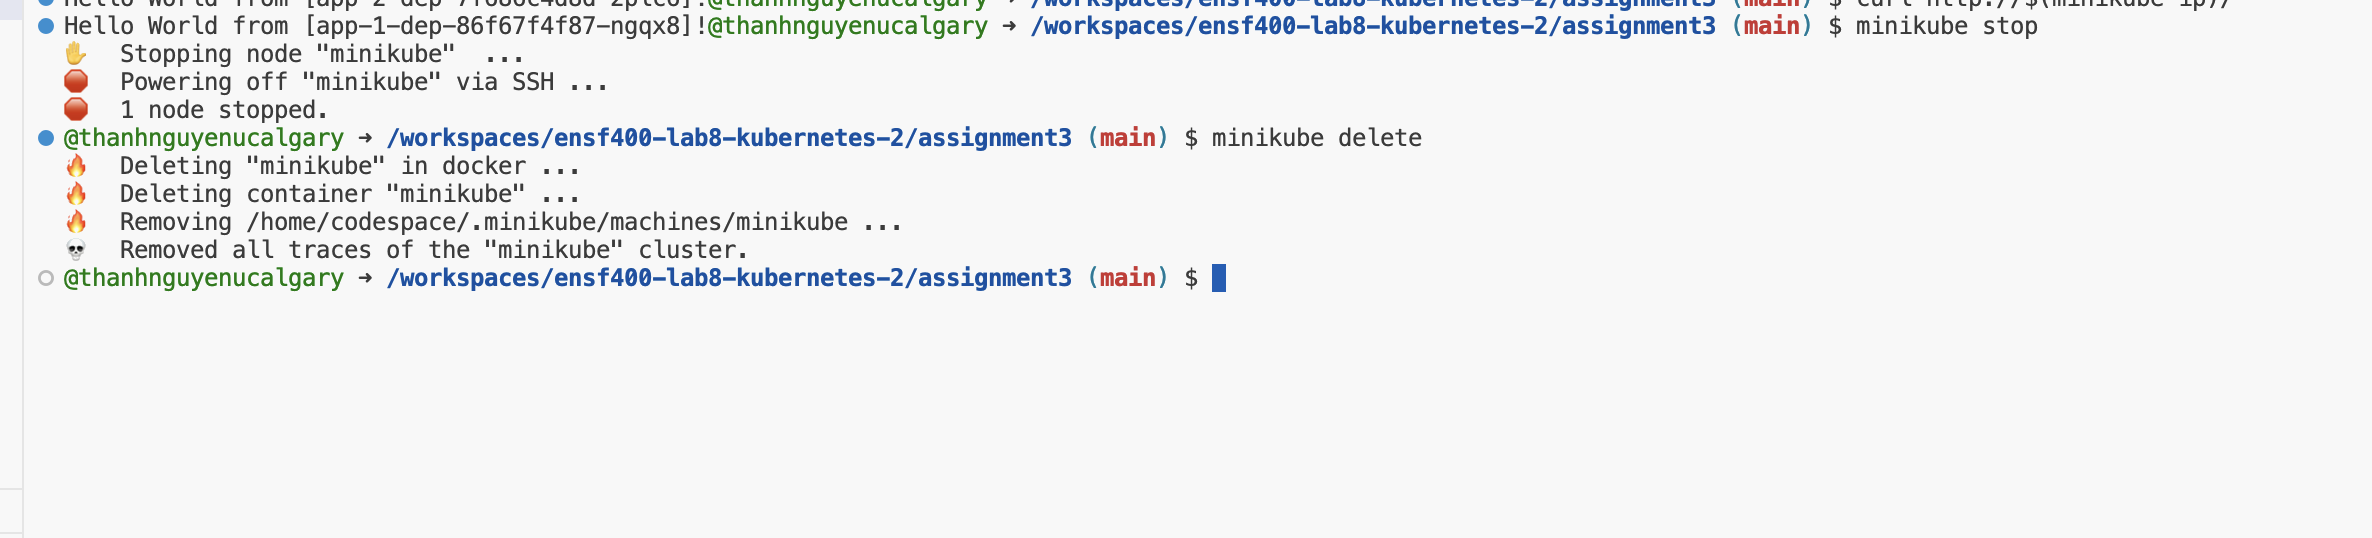 Hello World from [app-2-dep-7f686c4d8d-2plc6]!@thanhnguyenucalgary → /workspaces/ensf400-lab8-kubernetes-2/assignment3 (main) $ curl http://$(minikube ip)/
Hello World from [app-1-dep-86f67f4f87-ngqx8]!@thanhnguyenucalgary → /workspaces/ensf400-lab8-kubernetes-2/assignment3 (main) $ minikube stop
✋ Stopping node "minikube" ...
🛑 Powering off "minikube" via SSH ...
🛑 1 node stopped.
@thanhnguyenucalgary → /workspaces/ensf400-lab8-kubernetes-2/assignment3 (main) $ minikube delete
🔥 Deleting "minikube" in docker ...
🔥 Deleting container "minikube" ...
🔥 Removing /home/codespace/.minikube/machines/minikube ...
💀 Removed all traces of the "minikube" cluster.
@thanhnguyenucalgary → /workspaces/ensf400-lab8-kubernetes-2/assignment3 (main) $